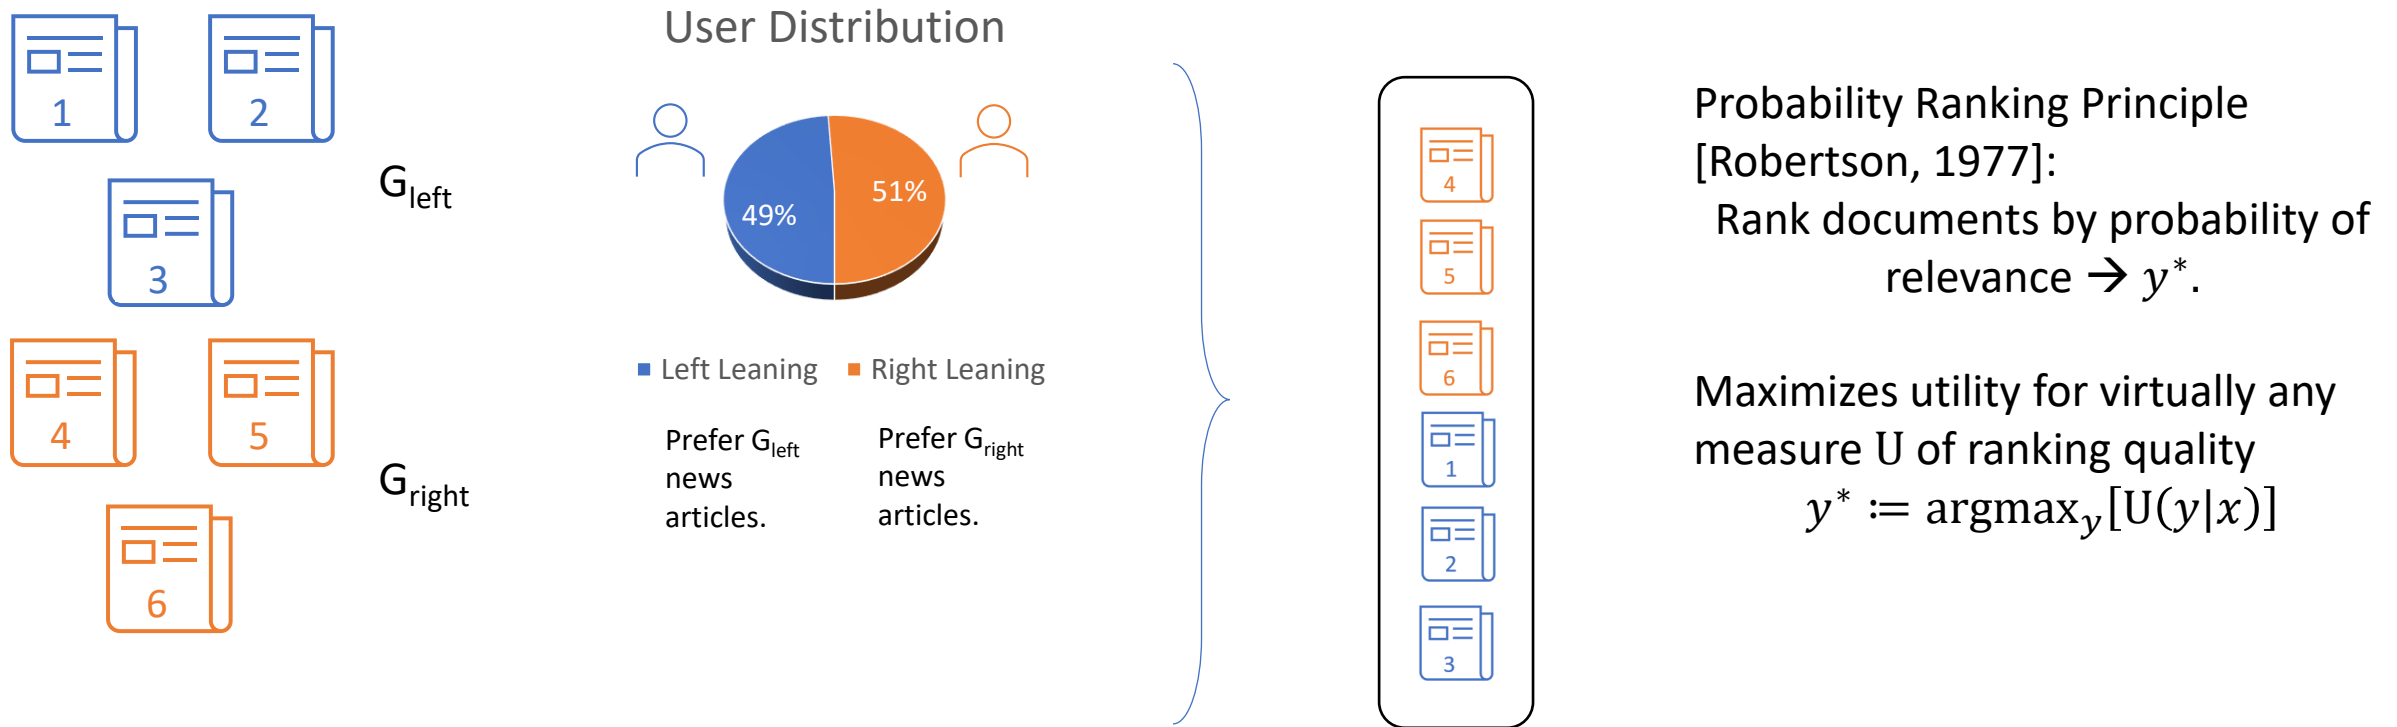 1
2
3
G_left
4
5
6
G_right
User Distribution
49%
51%
Left Leaning
Right Leaning
Prefer G_left
news
articles.
Prefer G_right
news
articles.
4
5
6
1
2
3
Probability Ranking Principle
[Robertson, 1977]:
Rank documents by probability of
relevance → y*.
Maximizes utility for virtually any
measure U of ranking quality
y* ≔ argmax_y[U(y|x)]